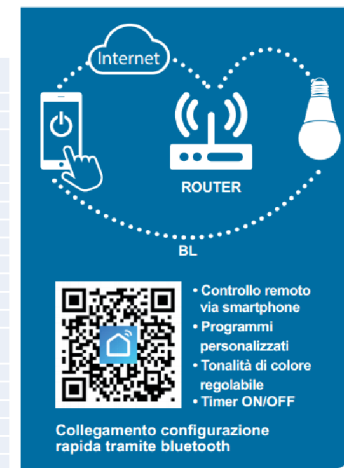 Internet
ROUTER
BL
• Controllo remoto
via smartphone
• Programmi
personalizzati
• Tonalità di colore
regolabile
• Timer ON/OFF
Collegamento configurazione
rapida tramite bluetooth